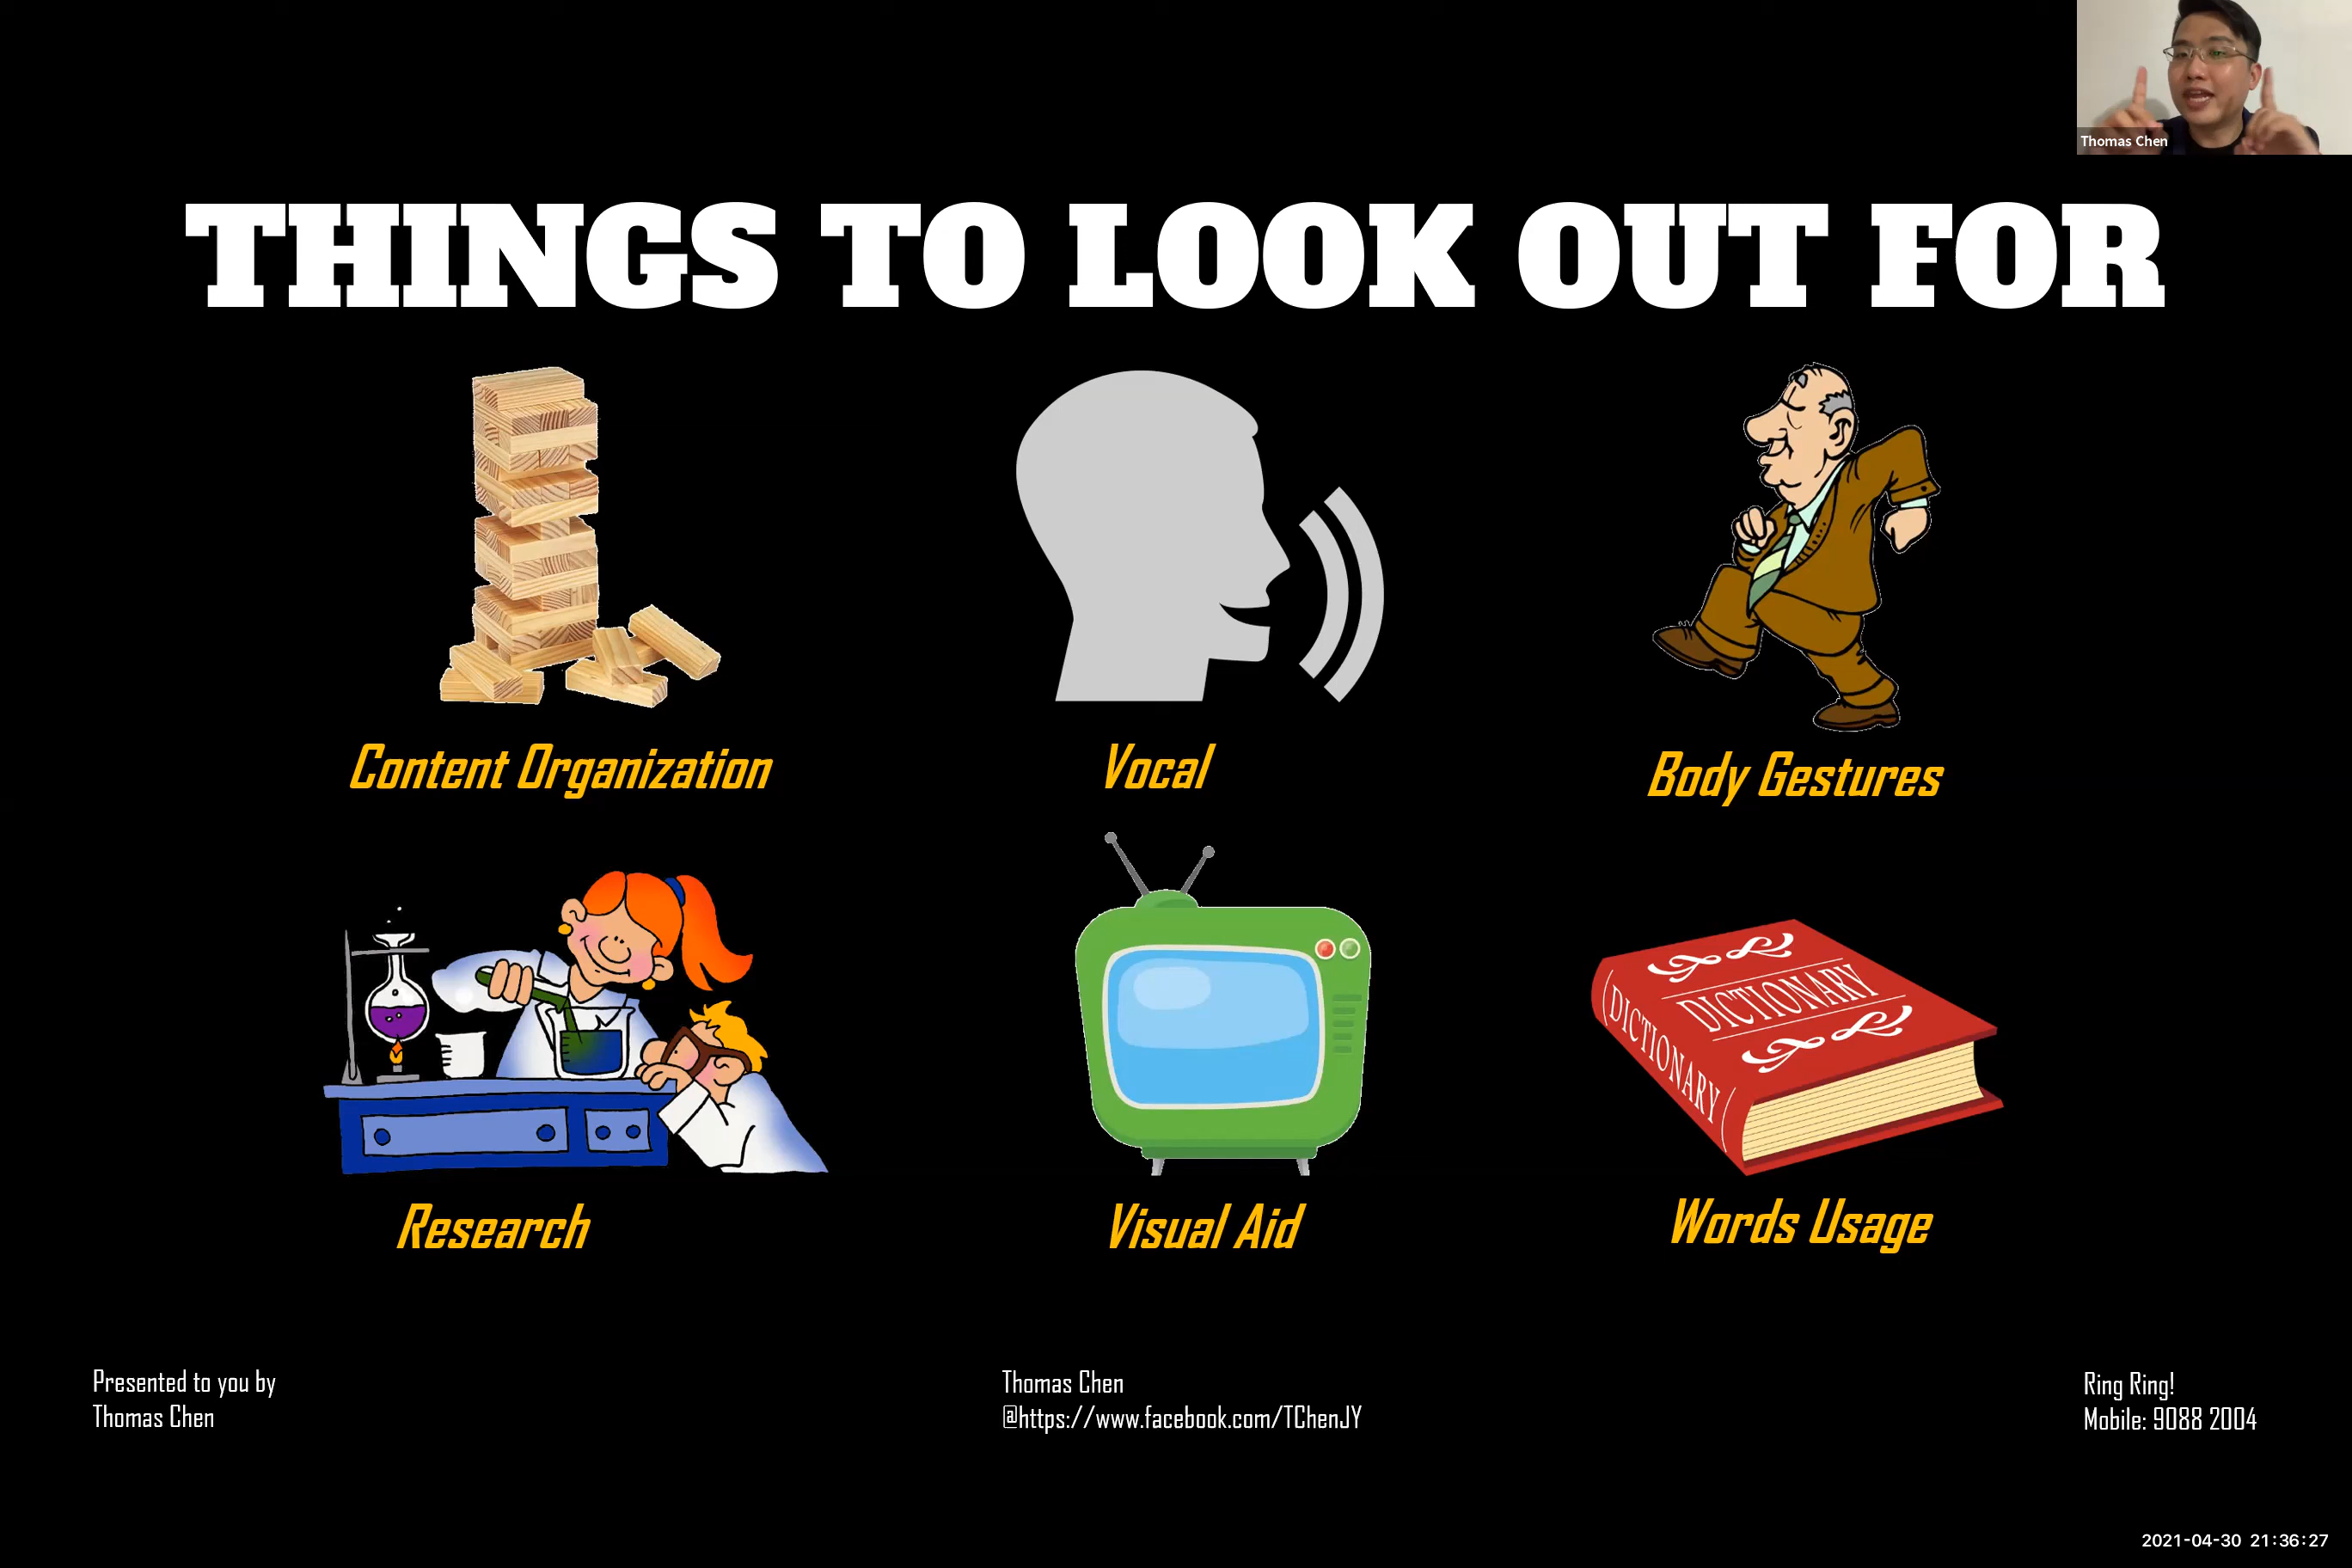 Thomas Chen
THINGS TO LOOK OUT FOR
Content Organization
Vocal
Body Gestures
DICTIONARY
DICTIONARY
Research
Visual Aid
Words Usage
Presented to you by
Thomas Chen
Thomas Chen
@https://www.facebook.com/TChenJY
Ring Ring!
Mobile: 9088 2004
2021-04-30 21:36:27